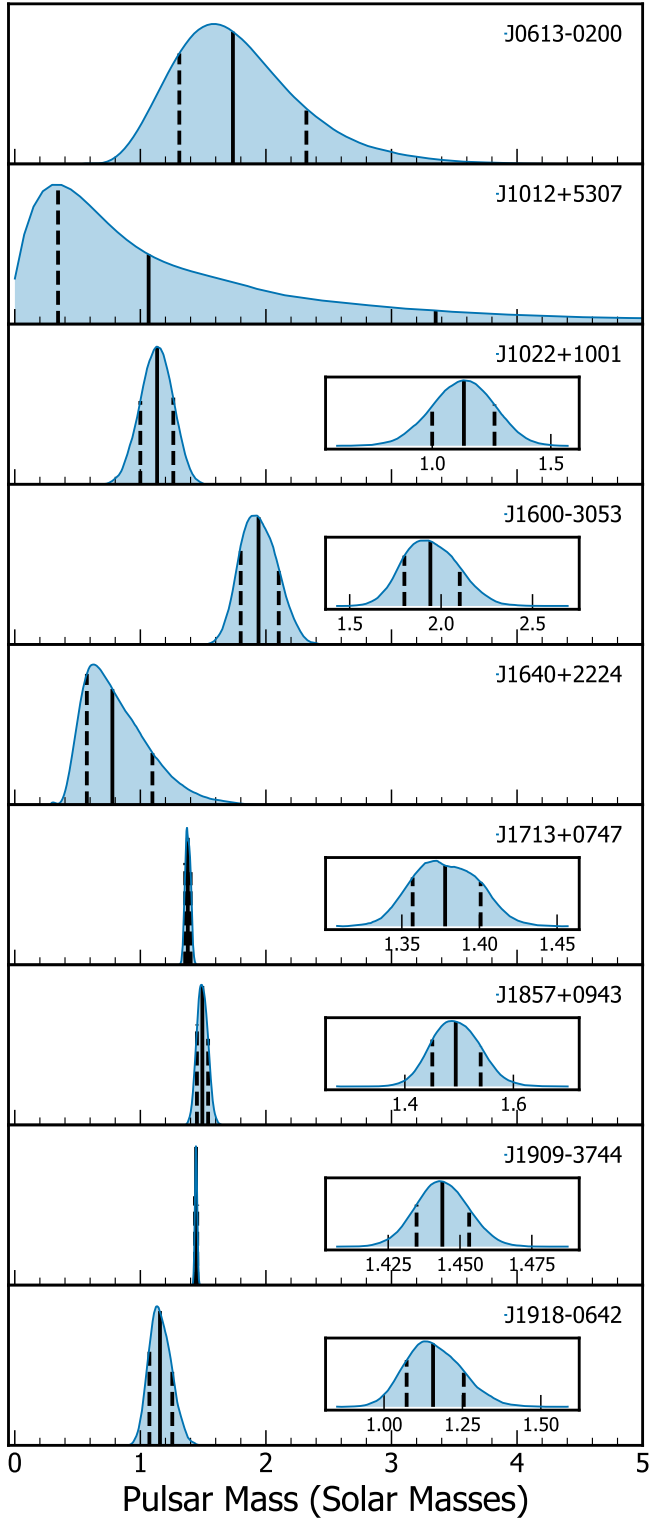 J0613-0200
J1012+5307
J1022+1001
1.0 1.5
J1600-3053
1.5 2.0 2.5
J1640+2224
J1713+0747
1.35 1.40 1.45
J1857+0943
1.4 1.6
J1909-3744
1.425 1.450 1.475
J1918-0642
1.00 1.25 1.50
0 1 2 3 4 5
Pulsar Mass (Solar Masses)